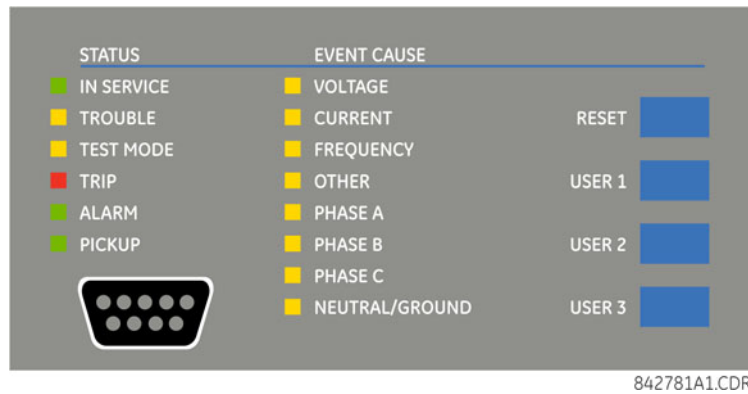 STATUS
IN SERVICE
TROUBLE
TEST MODE
TRIP
ALARM
PICKUP
EVENT CAUSE
VOLTAGE
CURRENT
FREQUENCY
OTHER
PHASE A
PHASE B
PHASE C
NEUTRAL/GROUND
RESET
USER 1
USER 2
USER 3
842781A1.CDR